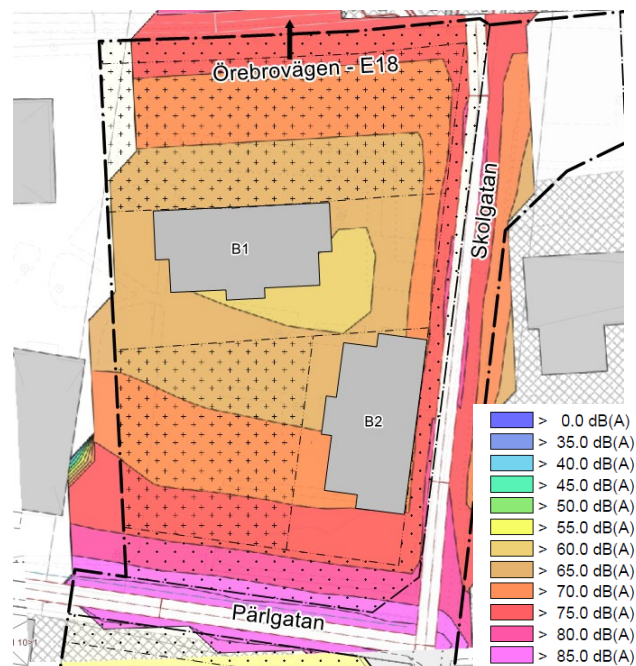 Örebrovägen - E18
Skolgatan
B1
B2
Pärlgatan
> 0.0 dB(A)
> 35.0 dB(A)
> 40.0 dB(A)
> 45.0 dB(A)
> 50.0 dB(A)
> 55.0 dB(A)
> 60.0 dB(A)
> 65.0 dB(A)
> 70.0 dB(A)
> 75.0 dB(A)
> 80.0 dB(A)
> 85.0 dB(A)